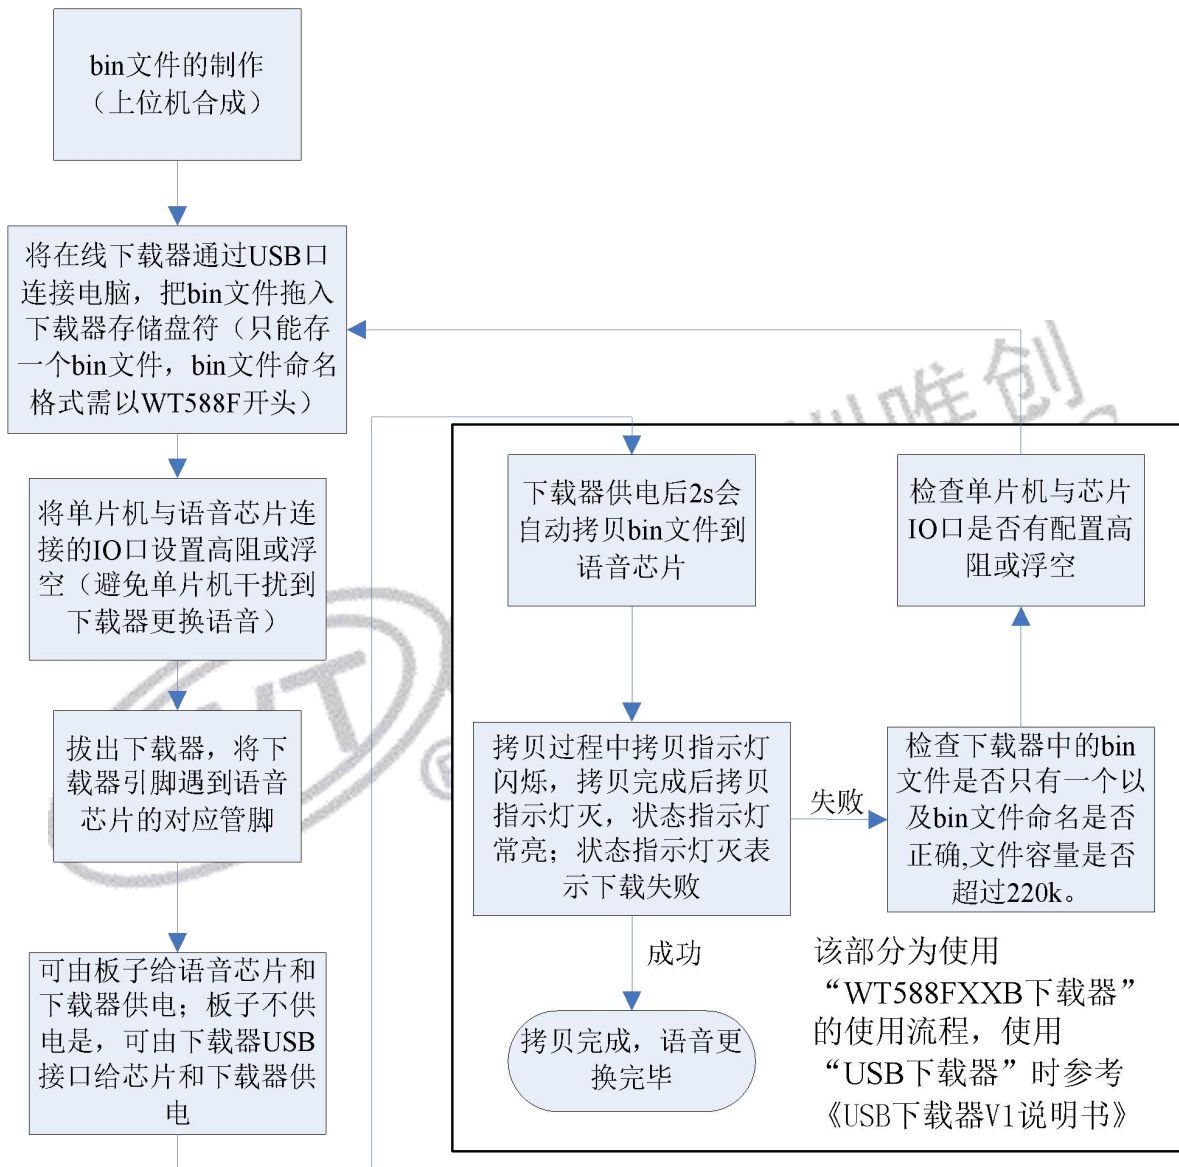 bin文件的制作
（上位机合成）
将在线下载器通过USB口
连接电脑，把bin文件拖入
下载器存储盘符（只能存
一个bin文件，bin文件命名
格式需以WT588F开头）
将单片机与语音芯片连
接的IO口设置高阻或浮
空（避免单片机干扰到
下载器更换语音）
拔出下载器，将下
载器引脚遇到语音
芯片的对应管脚
可由板子给语音芯片和
下载器供电；板子不供
电是，可由下载器USB
接口给芯片和下载器供
电
下载器供电后2s会
自动拷贝bin文件到
语音芯片
拷贝过程中拷贝指示灯
闪烁，拷贝完成后拷贝
指示灯灭，状态指示灯
常亮；状态指示灯灭表
示下载失败
失败
成功
拷贝完成，语音更
换完毕
检查单片机与芯片
IO口是否有配置高
阻或浮空
检查下载器中的bin
文件是否只有一个以
及bin文件命名是否
正确,文件容量是否
超过220k。
该部分为使用
“WT588FXXB下载器”
的使用流程，使用
“USB下载器”时参考
《USB下载器V1说明书》
唯创